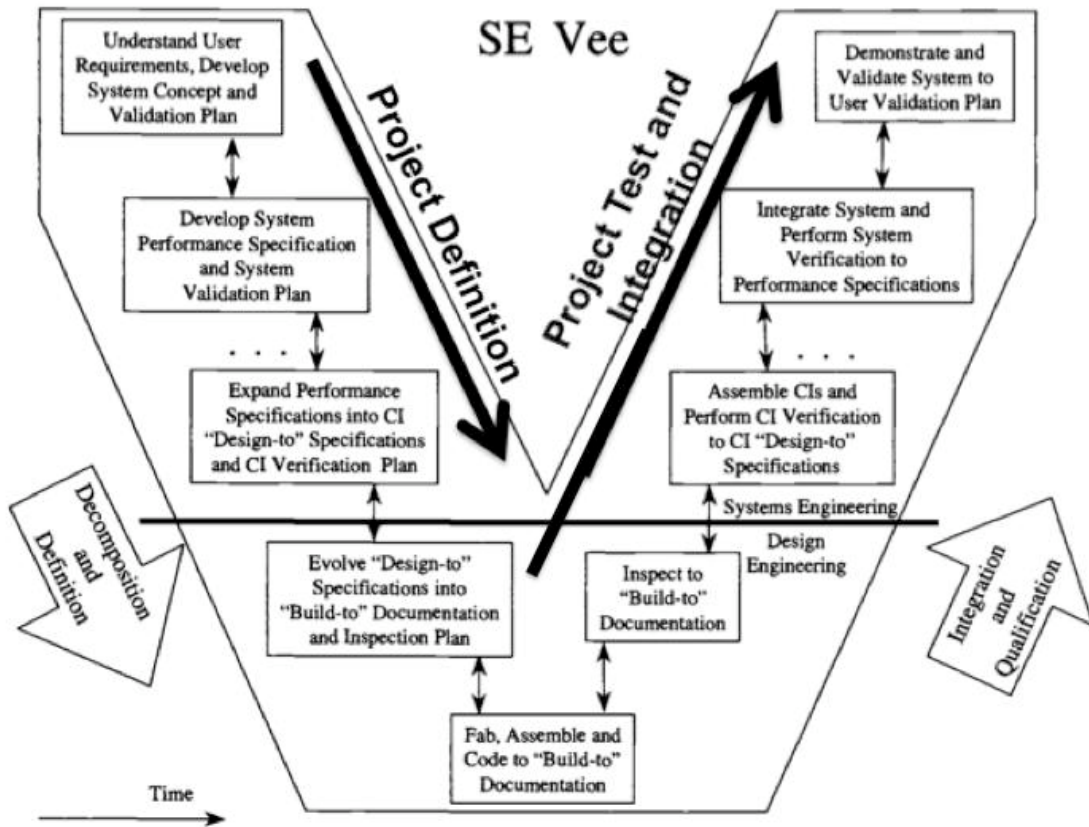 SE Vee
Understand User
Requirements, Develop
System Concept and
Validation Plan
Develop System
Performance Specification
and System
Validation Plan
. . .
Expand Performance
Specifications into CI
“Design-to” Specifications
and CI Verification Plan
Evolve “Design-to”
Specifications into
“Build-to” Documentation
and Inspection Plan
Fab, Assemble and
Code to “Build-to”
Documentation
Inspect to
“Build-to”
Documentation
Assemble CIs and
Perform CI Verification
to CI “Design-to”
Specifications
. . .
Integrate System and
Perform System
Verification to
Performance Specifications
Demonstrate and
Validate System to
User Validation Plan
Project Definition
Project Test and
Integration
Systems Engineering
Design
Engineering
Decomposition
and
Definition
Integration
and
Qualification
Time